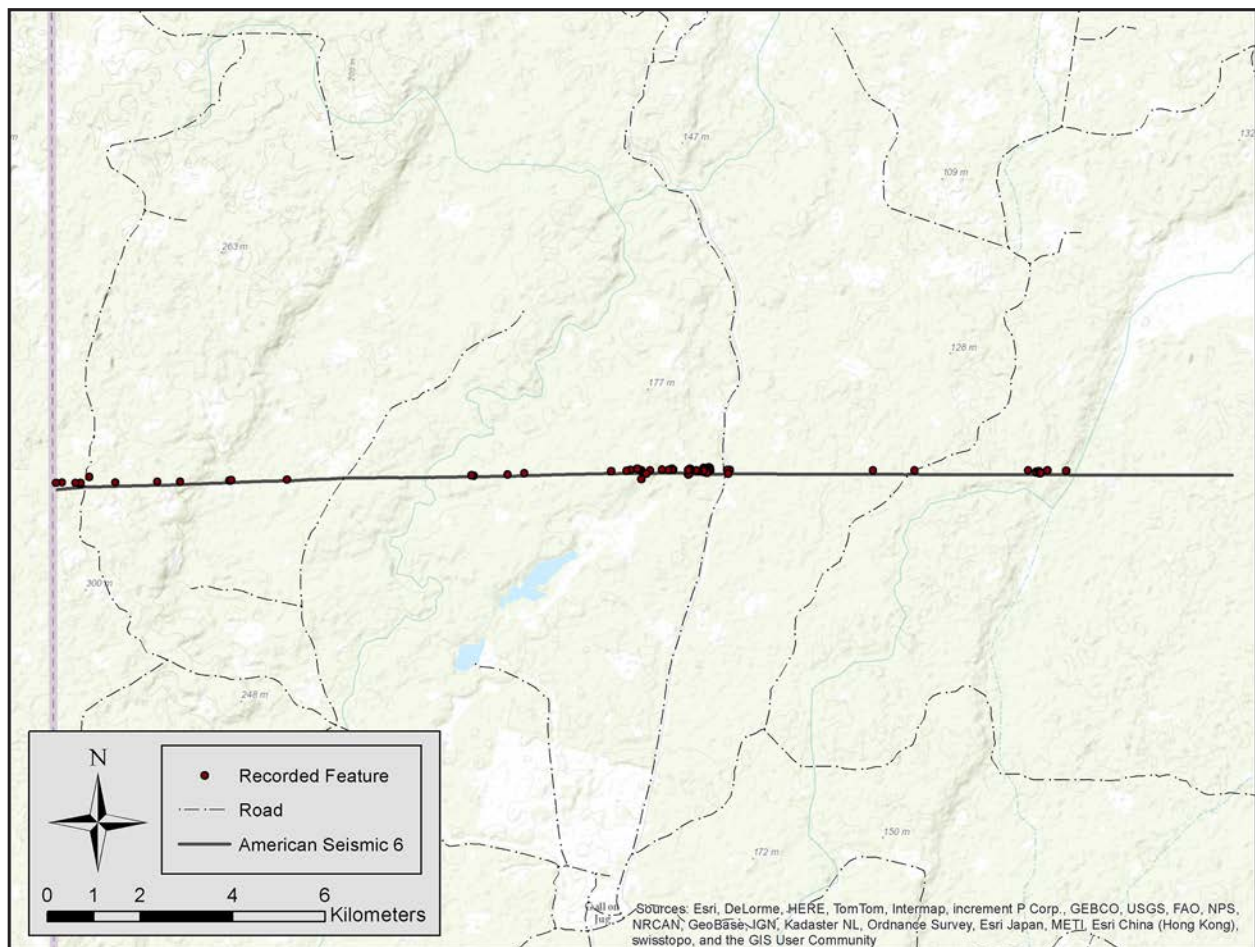 147 m
132
109 m
263 m
128 m
177 m
300 m
248 m
150 m
172 m
N
Recorded Feature
Road
American Seismic 6
0 1 2 4 6
Kilometers
Jug
Sources: Esri, DeLorme, HERE, TomTom, Intermap, increment P Corp., GEBCO, USGS, FAO, NPS,
NRCAN, GeoBase, IGN, Kadaster NL, Ordnance Survey, Esri Japan, METI, Esri China (Hong Kong),
swisstopo, and the GIS User Community